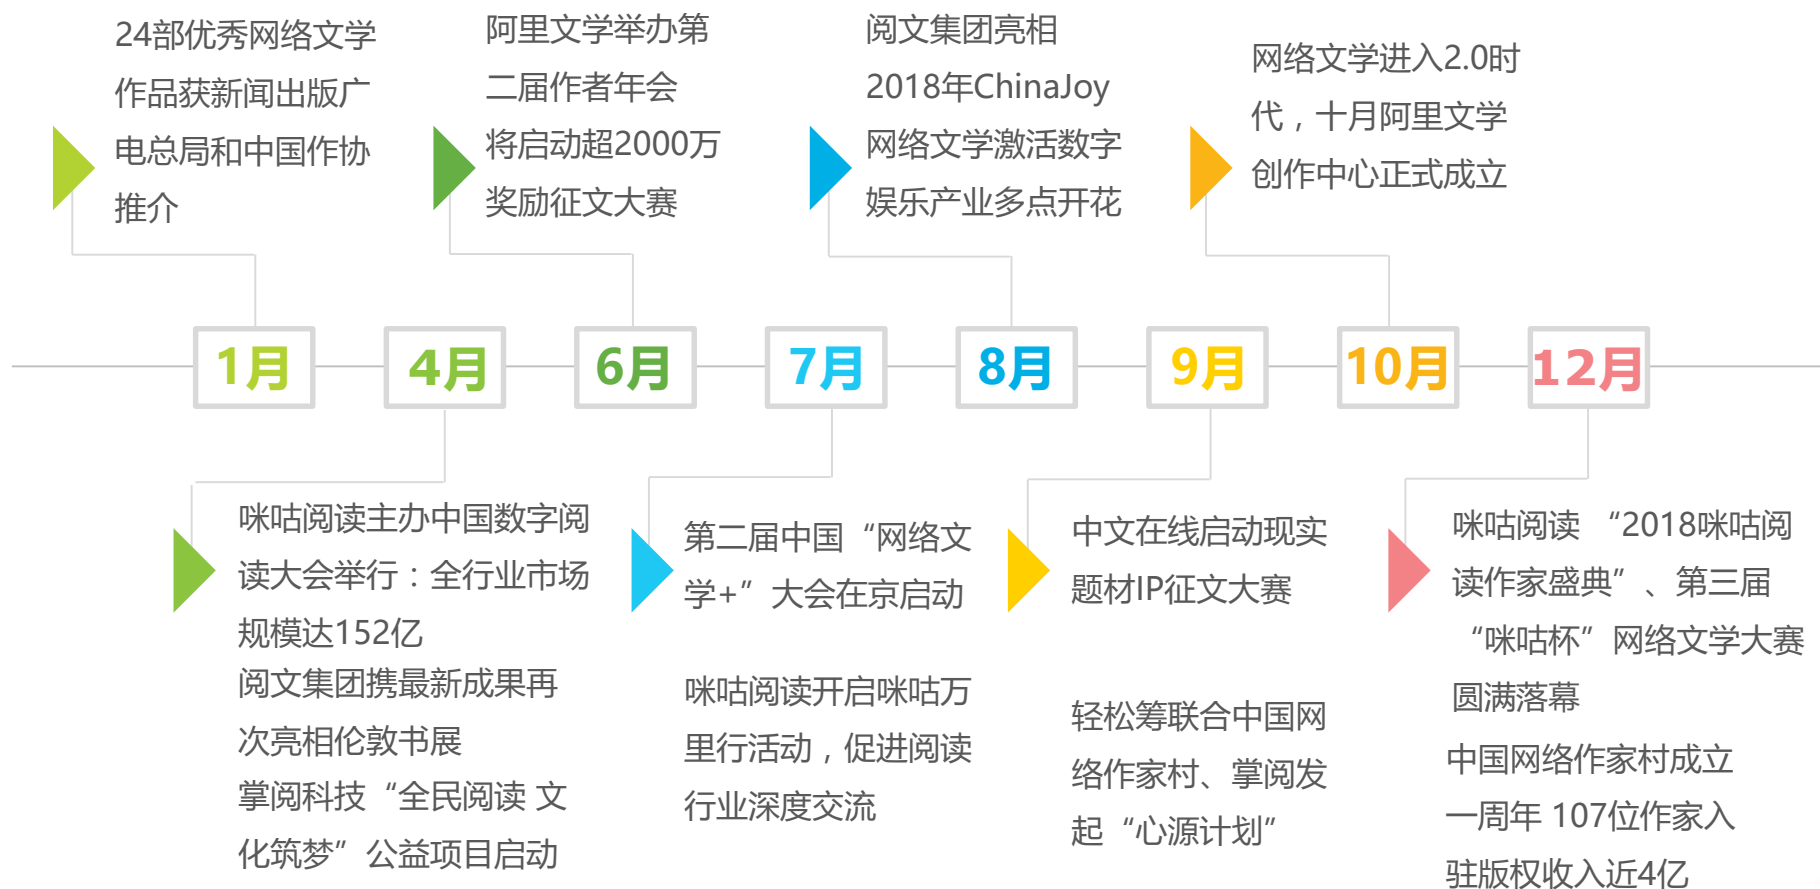 24部优秀网络文学
作品获新闻出版广
电总局和中国作协
推介
阿里文学举办第
二届作者年会
将启动超2000万
奖励征文大赛
阅文集团亮相
2018年ChinaJoy
网络文学激活数字
娱乐产业多点开花
网络文学进入2.0时
代，十月阿里文学
创作中心正式成立
1月
4月
6月
7月
8月
9月
10月
12月
咪咕阅读主办中国数字阅
读大会举行：全行业市场
规模达152亿
阅文集团携最新成果再
次亮相伦敦书展
掌阅科技“全民阅读 文
化筑梦”公益项目启动
第二届中国“网络文
学+”大会在京启动
咪咕阅读开启咪咕万
里行活动，促进阅读
行业深度交流
中文在线启动现实
题材IP征文大赛
轻松筹联合中国网
络作家村、掌阅发
起“心源计划”
咪咕阅读 “2018咪咕阅
读作家盛典”、第三届
“咪咕杯”网络文学大赛
圆满落幕
中国网络作家村成立
一周年 107位作家入
驻版权收入近4亿